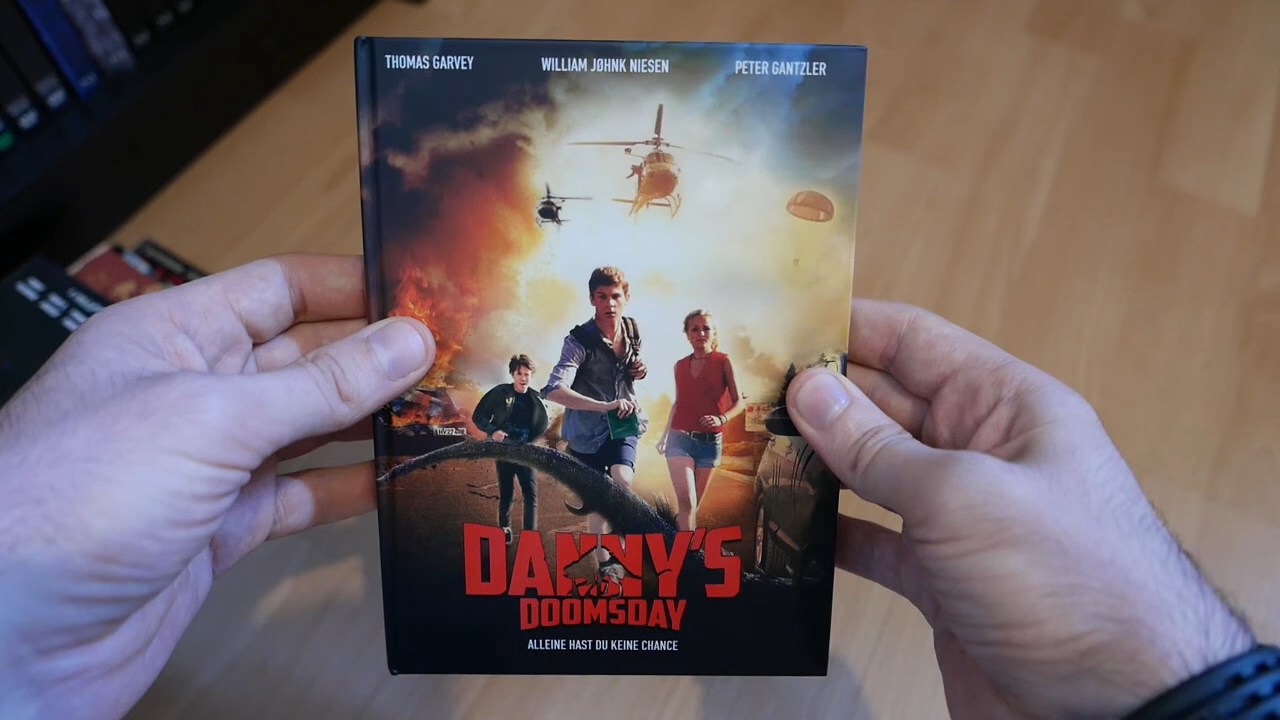 THOMAS GARVEY
WILLIAM JØHNK NIESEN
PETER GANTZLER
DANNY'S
DOOMSDAY
ALLEINE HAST DU KEINE CHANCE